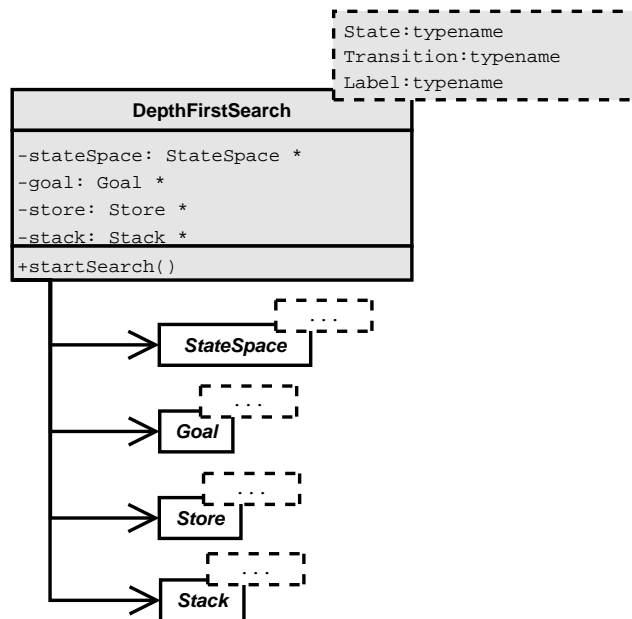 State:typename
Transition:typename
Label:typename
DepthFirstSearch
-stateSpace: StateSpace *
-goal: Goal *
-store: Store *
-stack: Stack *
+startSearch()
...
StateSpace
...
Goal
...
Store
...
Stack